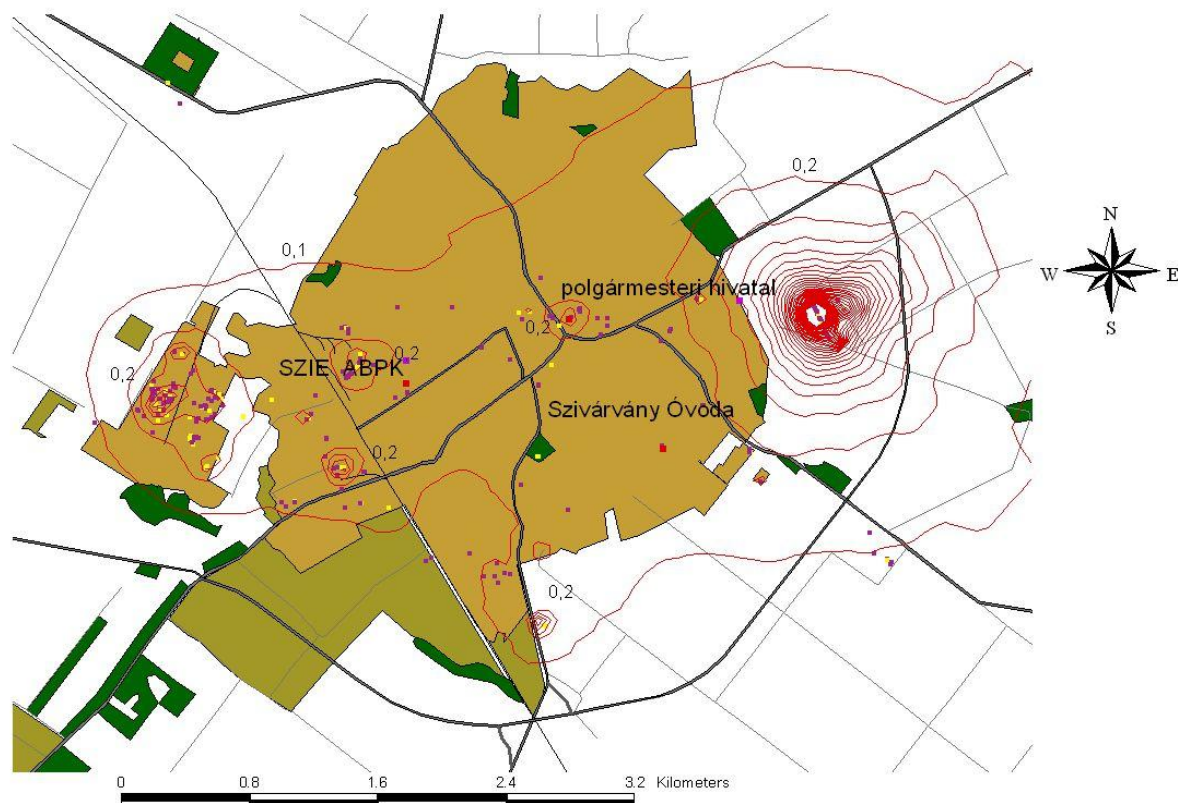 0,2
N
W
E
S
0,1
polgármesteri hivatal
0,2
0,2
SZIE ABPK
0,2
Szivárvány Óvoda
0,2
0,2
0 0.8 1.6 2.4 3.2 Kilometers